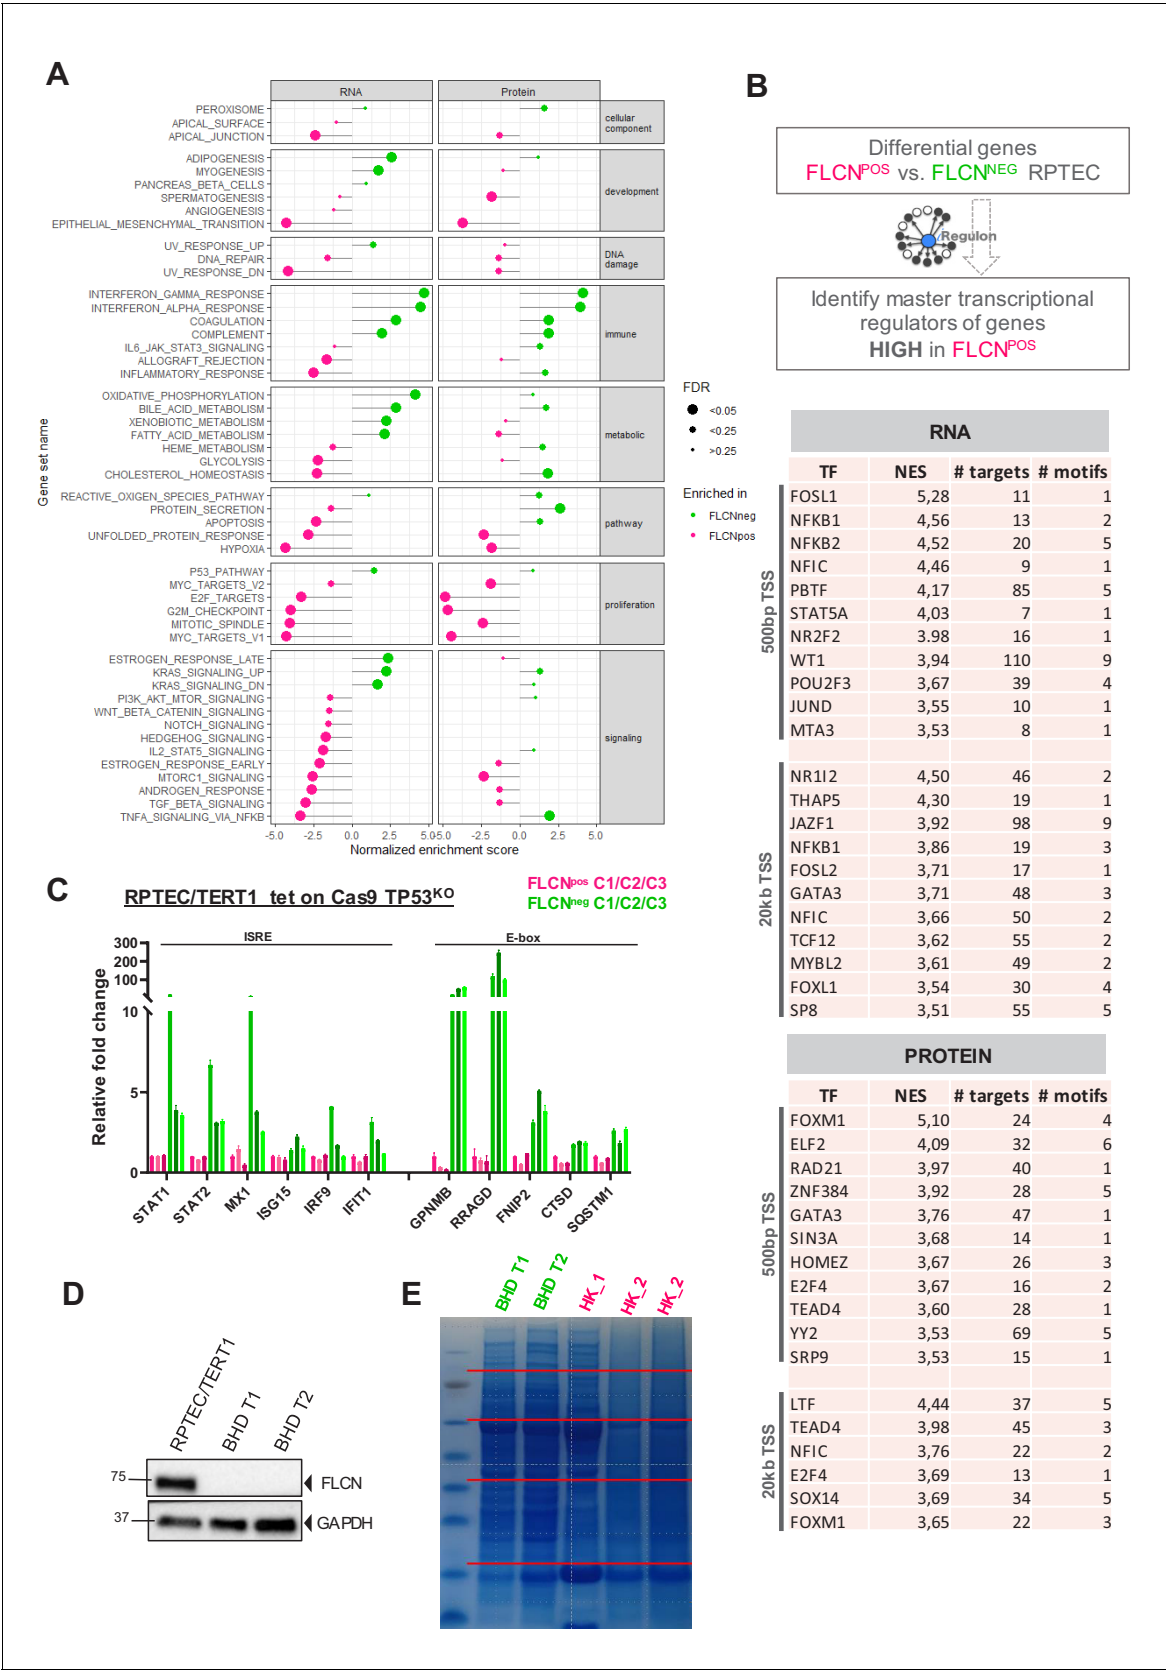 A
RNA
Protein
PEROXISOME
APICAL_SURFACE
APICAL_JUNCTION
cellular
component
ADIPOGENESIS
MYOGENESIS
PANCREAS_BETA_CELLS
SPERMATOGENESIS
ANGIOGENESIS
EPITHELIAL_MESENCHYMAL_TRANSITION
development
UV_RESPONSE_UP
DNA_REPAIR
UV_RESPONSE_DN
DNA
damage
INTERFERON_GAMMA_RESPONSE
INTERFERON_ALPHA_RESPONSE
COAGULATION
COMPLEMENT
IL6_JAK_STAT3_SIGNALING
ALLOGRAFT_REJECTION
INFLAMMATORY_RESPONSE
immune
OXIDATIVE_PHOSPHORYLATION
BILE_ACID_METABOLISM
XENOBIOTIC_METABOLISM
FATTY_ACID_METABOLISM
HEME_METABOLISM
GLYCOLYSIS
CHOLESTEROL_HOMEOSTASIS
metabolic
REACTIVE_OXIGEN_SPECIES_PATHWAY
PROTEIN_SECRETION
APOPTOSIS
UNFOLDED_PROTEIN_RESPONSE
HYPOXIA
pathway
P53_PATHWAY
MYC_TARGETS_V2
E2F_TARGETS
G2M_CHECKPOINT
MITOTIC_SPINDLE
MYC_TARGETS_V1
proliferation
ESTROGEN_RESPONSE_LATE
KRAS_SIGNALING_UP
KRAS_SIGNALING_DN
PI3K_AKT_MTOR_SIGNALING
WNT_BETA_CATENIN_SIGNALING
NOTCH_SIGNALING
HEDGEHOG_SIGNALING
IL2_STAT5_SIGNALING
ESTROGEN_RESPONSE_EARLY
MTORC1_SIGNALING
ANDROGEN_RESPONSE
TGF_BETA_SIGNALING
TNFA_SIGNALING_VIA_NFKB
signaling
-5.0 -2.5 0.0 2.5 5.0 -5.0 -2.5 0.0 2.5 5.0
Normalized enrichment score
Gene set name
FDR
<0.05
<0.25
>0.25
Enriched in
FLCNneg
FLCNpos
B
Differential genes
FLCNPOS vs. FLCNNEG RPTEC
Regulon
Identify master transcriptional
regulators of genes
HIGH in FLCNPOS
RNA
TF NES # targets # motifs
500bp TSS
FOSL1 5,28 11 1
NFKB1 4,56 13 2
NFKB2 4,52 20 5
NFIC 4,46 9 1
PBTF 4,17 85 5
STAT5A 4,03 7 1
NR2F2 3.98 16 1
WT1 3,94 110 9
POU2F3 3,67 39 4
JUND 3,55 10 1
MTA3 3,53 8 1
20kb TSS
NR1I2 4,50 46 2
THAP5 4,30 19 1
JAZF1 3,92 98 9
NFKB1 3,86 19 3
FOSL2 3,71 17 1
GATA3 3,71 48 3
NFIC 3,66 50 2
TCF12 3,62 55 2
MYBL2 3,61 49 2
FOXL1 3,54 30 4
SP8 3,51 55 5
PROTEIN
TF NES # targets # motifs
500bp TSS
FOXM1 5,10 24 4
ELF2 4,09 32 6
RAD21 3,97 40 1
ZNF384 3,92 28 5
GATA3 3,76 47 1
SIN3A 3,68 14 1
HOMEZ 3,67 26 3
E2F4 3,67 16 2
TEAD4 3,60 28 1
YY2 3,53 69 5
SRP9 3,53 15 1
20kb TSS
LTF 4,44 37 5
TEAD4 3,98 45 3
NFIC 3,76 22 2
E2F4 3,69 13 1
SOX14 3,69 34 5
FOXM1 3,65 22 3
C
RPTEC/TERT1 tet on Cas9 TP53KO
FLCNpos C1/C2/C3
FLCNneg C1/C2/C3
ISRE
E-box
Relative fold change
300
200
100
10
5
0
STAT1 STAT2 MX1 ISG15 IRF9 IFIT1 GPNMB RRAGD FNIP2 CTSD SQSTM1
D
RPTEC/TERT1 BHD T1 BHD T2
75 FLCN
37 GAPDH
E
BHD T1 BHD T2 HK_1 HK_2 HK_2